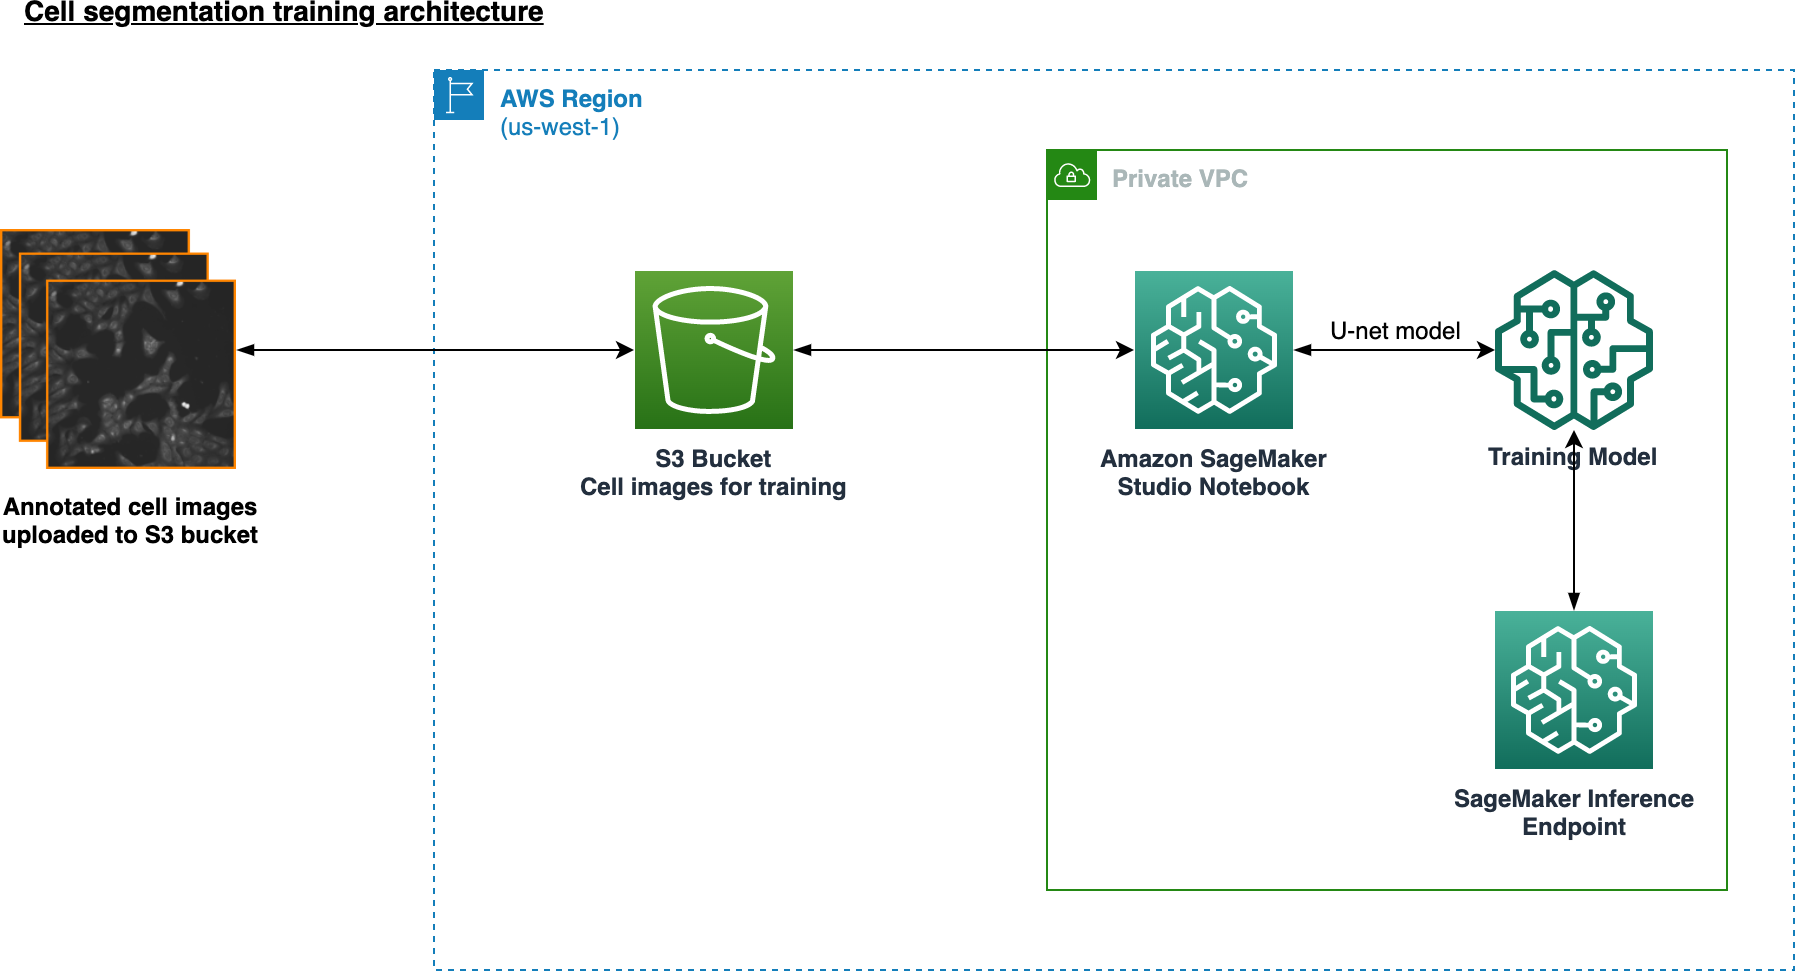 Cell segmentation training architecture
AWS Region
(us-west-1)
Private VPC
U-net model
S3 Bucket
Cell images for training
Amazon SageMaker
Studio Notebook
Training Model
Annotated cell images
uploaded to S3 bucket
SageMaker Inference
Endpoint